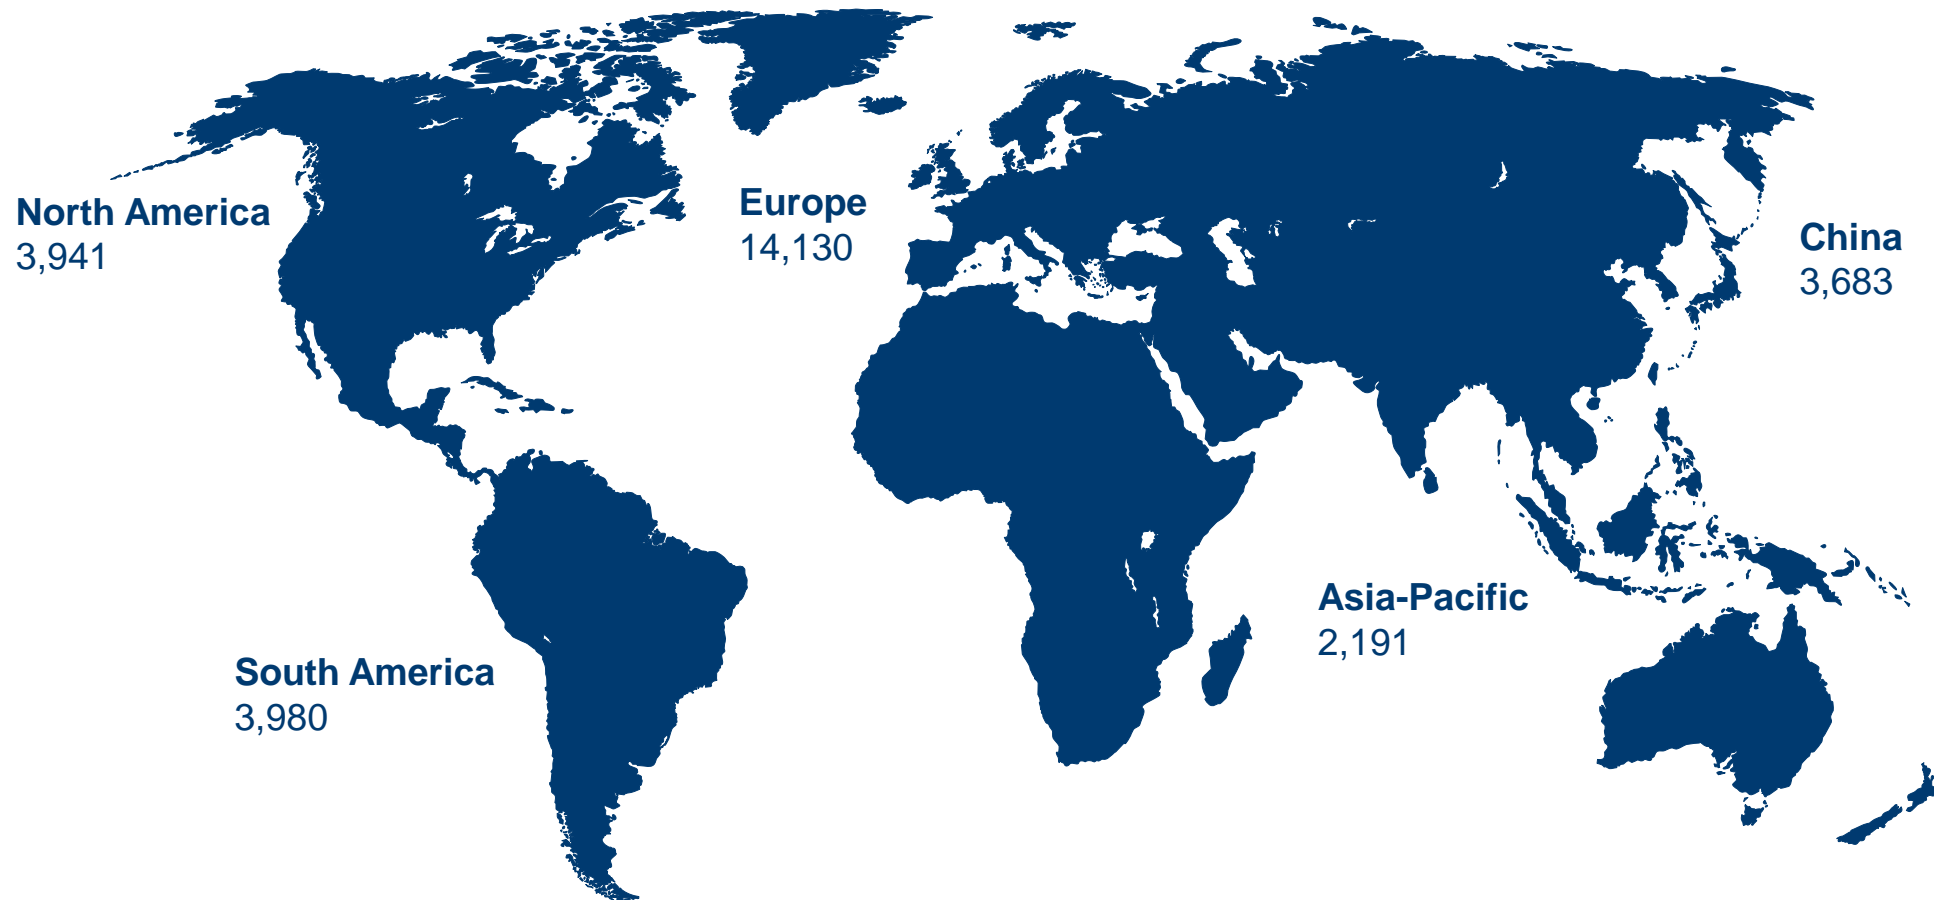 North America
3,941
Europe
14,130
China
3,683
Asia-Pacific
2,191
South America
3,980